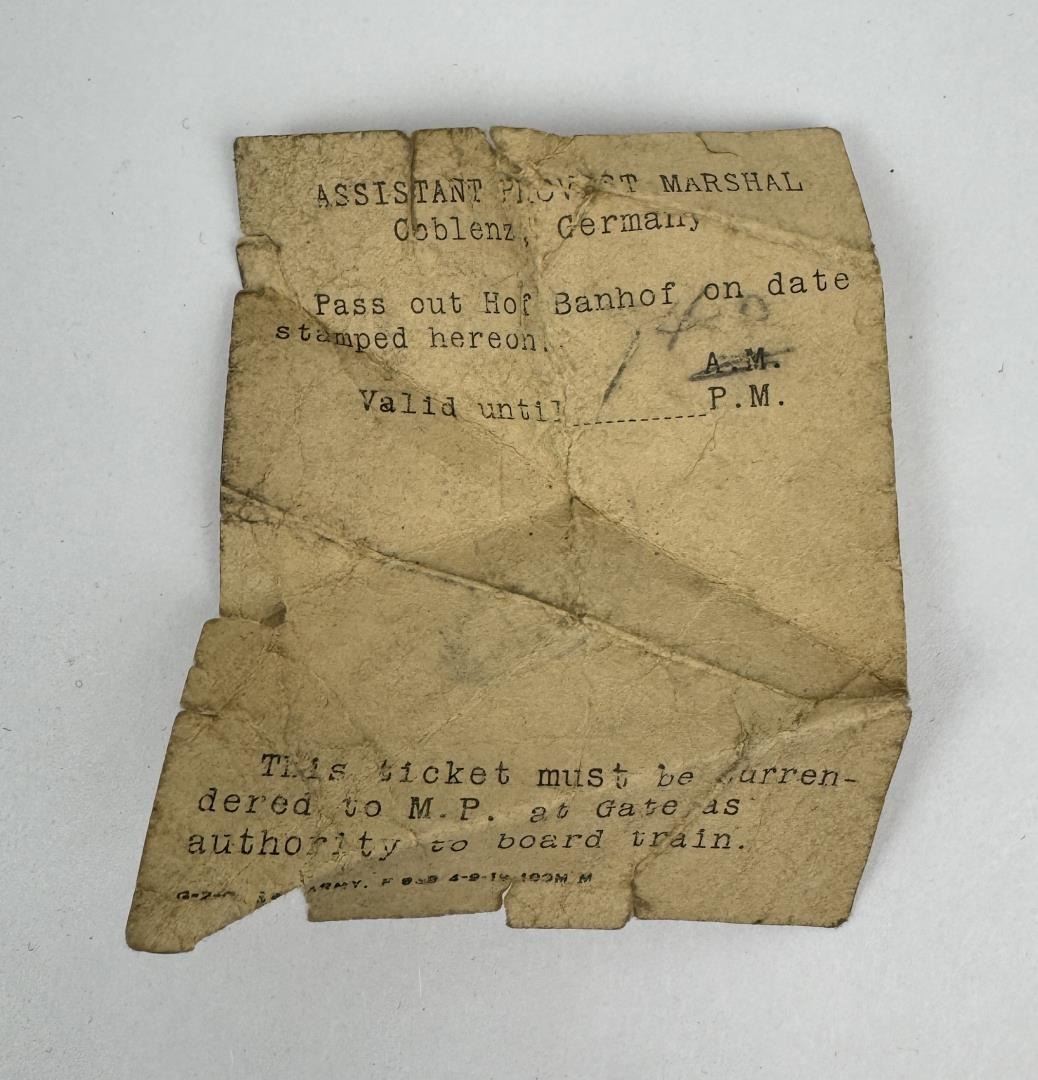 ASSISTANT PROVOST MARSHAL
Coblenz, Germany
Pass out Hof Banhof on date
stamped hereon.
A.M.
Valid until P.M.
This ticket must be surren-
dered to M.P. at Gate as
authority to board train.
ARMY.